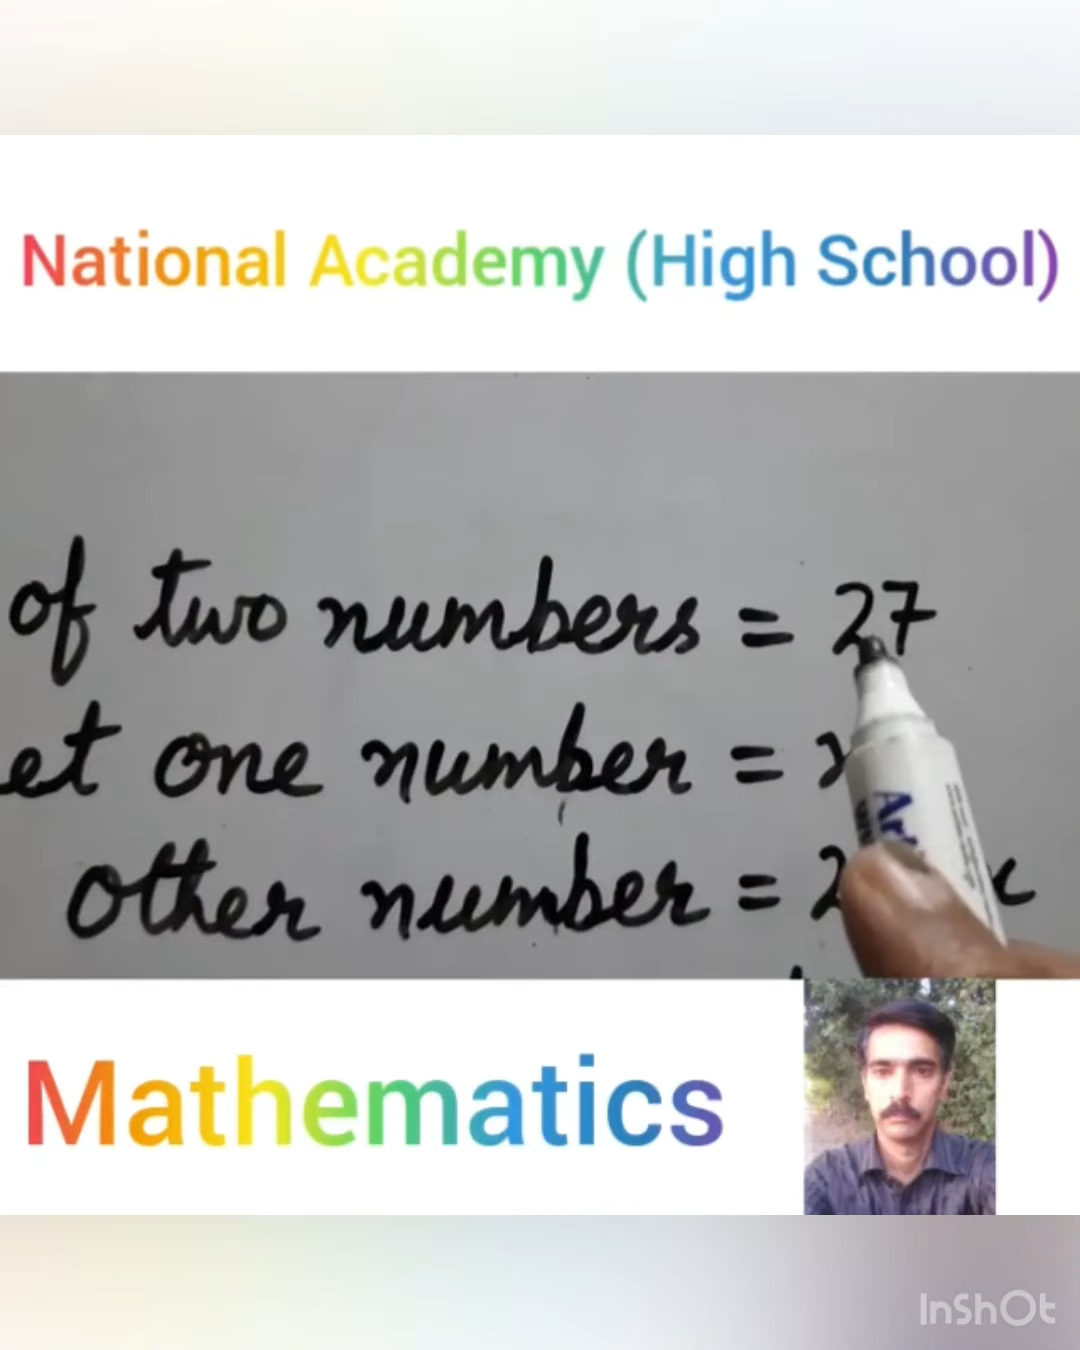 National Academy (High School)
of two numbers = 27
et one number =
other number =
Mathematics
InShOt